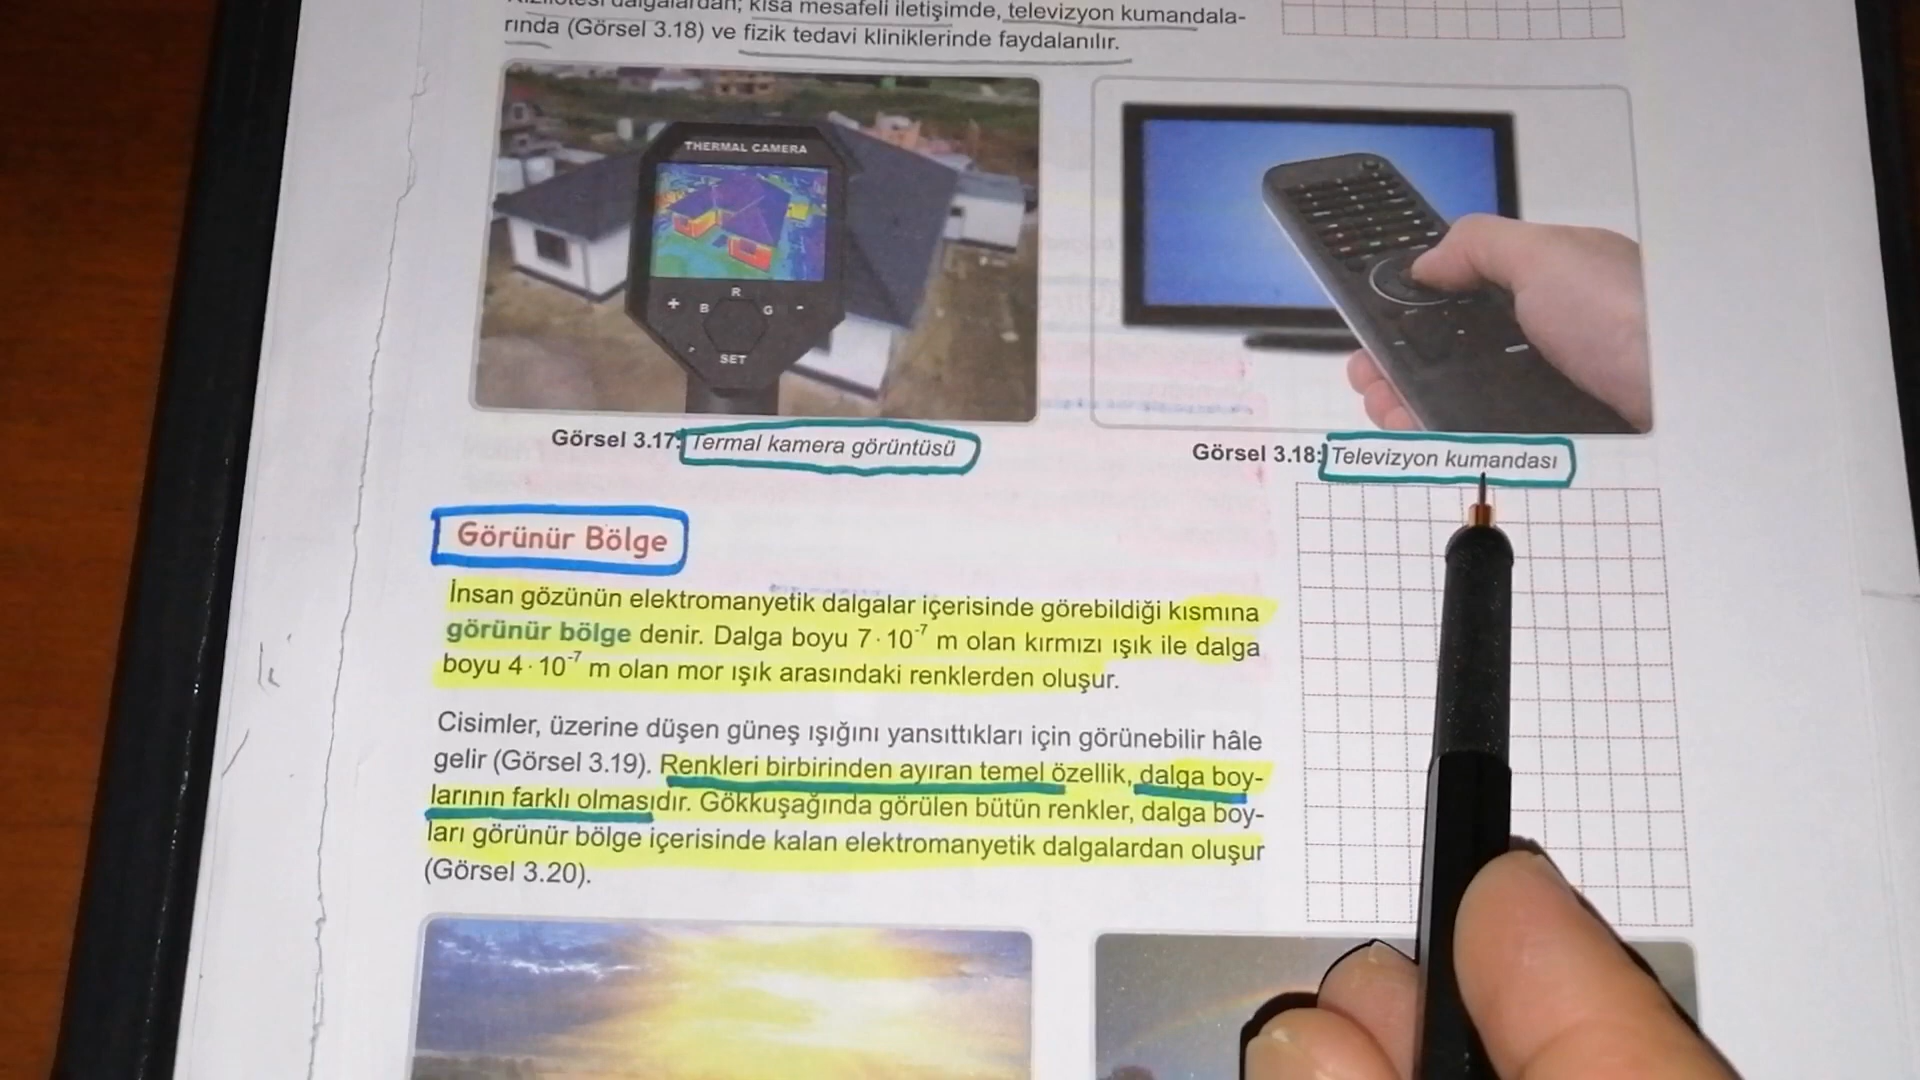 dalgalardan; kısa mesafeli iletişimde, televizyon kumandala-
rında (Görsel 3.18) ve fizik tedavi kliniklerinde faydalanılır.
THERMAL CAMERA
R
+ B G -
SET
Görsel 3.17: Termal kamera görüntüsü
Görsel 3.18: Televizyon kumandası
Görünür Bölge
İnsan gözünün elektromanyetik dalgalar içerisinde görebildiği kısmına
görünür bölge denir. Dalga boyu 7 · 10⁻⁷ m olan kırmızı ışık ile dalga
boyu 4 · 10⁻⁷ m olan mor ışık arasındaki renklerden oluşur.
Cisimler, üzerine düşen güneş ışığını yansıttıkları için görünebilir hâle
gelir (Görsel 3.19). Renkleri birbirinden ayıran temel özellik, dalga boy-
larının farklı olmasıdır. Gökkuşağında görülen bütün renkler, dalga boy-
ları görünür bölge içerisinde kalan elektromanyetik dalgalardan oluşur
(Görsel 3.20).